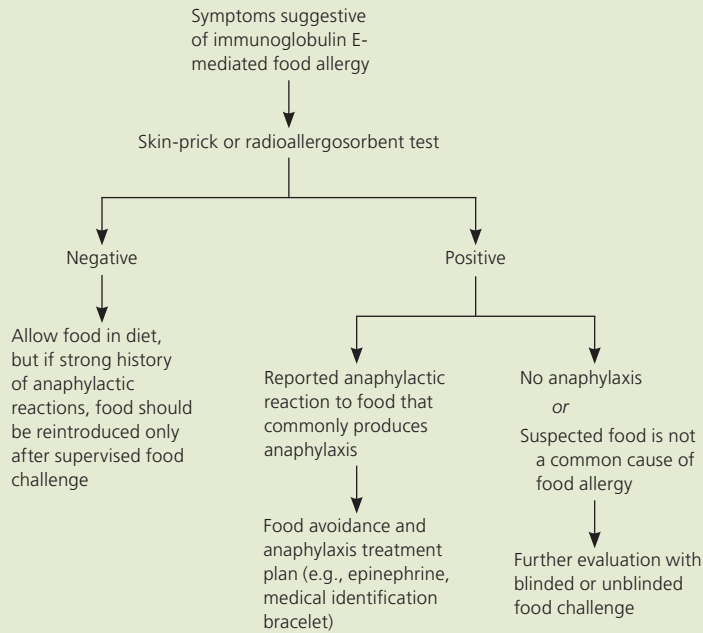 Symptoms suggestive
of immunoglobulin E-
mediated food allergy
Skin-prick or radioallergosorbent test
Negative
Positive
Allow food in diet,
but if strong history
of anaphylactic
reactions, food should
be reintroduced only
after supervised food
challenge
Reported anaphylactic
reaction to food that
commonly produces
anaphylaxis
No anaphylaxis
or
Suspected food is not
a common cause of
food allergy
Food avoidance and
anaphylaxis treatment
plan (e.g., epinephrine,
medical identification
bracelet)
Further evaluation with
blinded or unblinded
food challenge